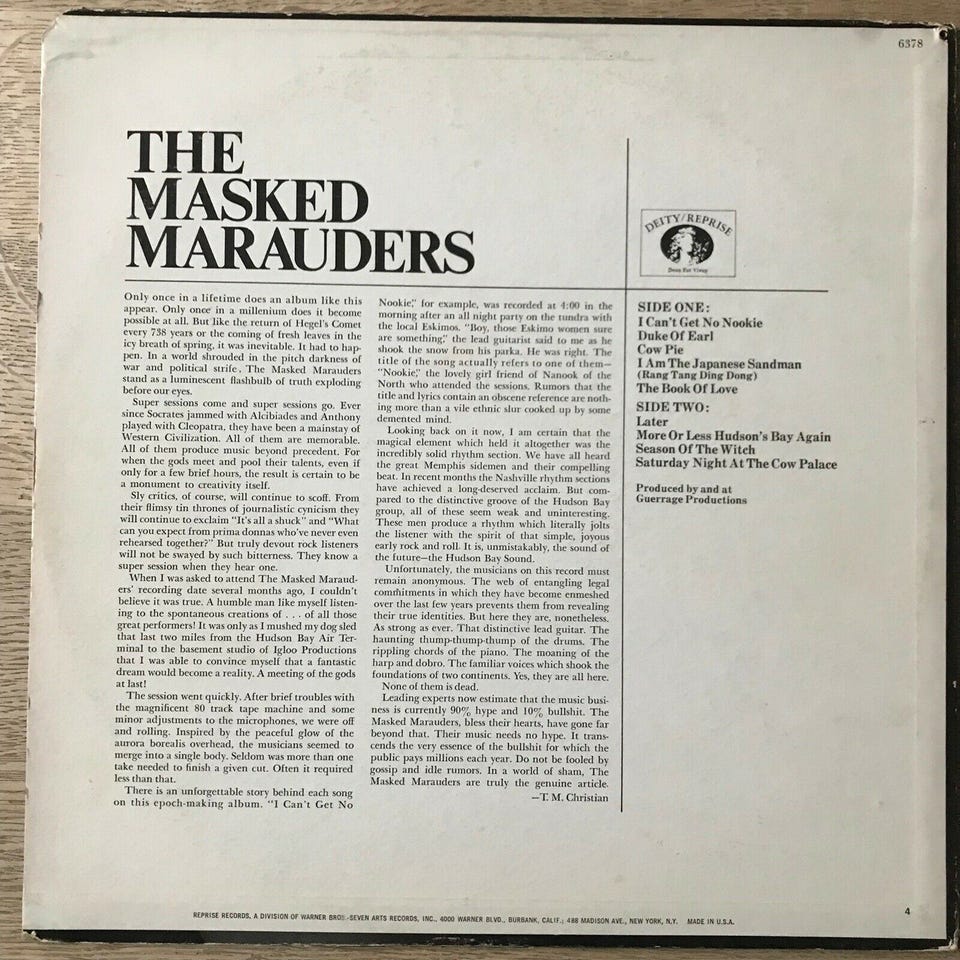 6378
THE
MASKED
MARAUDERS
DEITY/REPRISE
Deus Est Vivus
Only once in a lifetime does an album like this
appear. Only once in a millenium does it become
possible at all. But like the return of Hegel's Comet
every 738 years or the coming of fresh leaves in the
icy breath of spring, it was inevitable. It had to hap-
pen. In a world shrouded in the pitch darkness of
war and political strife, The Masked Marauders
stand as a luminescent flashbulb of truth exploding
before our eyes.
Super sessions come and super sessions go. Ever
since Socrates jammed with Alcibiades and Anthony
played with Cleopatra, they have been a mainstay of
Western Civilization. All of them are memorable.
All of them produce music beyond precedent. For
when the gods meet and pool their talents, even if
only for a few brief hours, the result is certain to be
a monument to creativity itself.
Sly critics, of course, will continue to scoff. From
their flimsy tin thrones of journalistic cynicism they
will continue to exclaim "It's all a shuck" and "What
can you expect from prima donnas who've never even
rehearsed together?" But truly devout rock listeners
will not be swayed by such bitterness. They know a
super session when they hear one.
When I was asked to attend The Masked Maraud-
ers' recording date several months ago, I couldn't
believe it was true. A humble man like myself listen-
ing to the spontaneous creations of . . . of all those
great performers! It was only as I mushed my dog sled
that last two miles from the Hudson Bay Air Ter-
minal to the basement studio of Igloo Productions
that I was able to convince myself that a fantastic
dream would become a reality. A meeting of the gods
at last!
The session went quickly. After brief troubles with
the magnificent 80 track tape machine and some
minor adjustments to the microphones, we were off
and rolling. Inspired by the peaceful glow of the
aurora borealis overhead, the musicians seemed to
merge into a single body. Seldom was more than one
take needed to finish a given cut. Often it required
less than that.
There is an unforgettable story behind each song
on this epoch-making album. "I Can't Get No
Nookie," for example, was recorded at 4:00 in the
morning after an all night party on the tundra with
the local Eskimos. "Boy, those Eskimo women sure
are something," the lead guitarist said to me as he
shook the snow from his parka. He was right. The
title of the song actually refers to one of them—
"Nookie," the lovely girl friend of Nanook of the
North who attended the sessions. Rumors that the
title and lyrics contain an obscene reference are noth-
ing more than a vile ethnic slur cooked up by some
demented mind.
Looking back on it now, I am certain that the
magical element which held it altogether was the
incredibly solid rhythm section. We have all heard
the great Memphis sidemen and their compelling
beat. In recent months the Nashville rhythm sections
have achieved a long-deserved acclaim. But com-
pared to the distinctive groove of the Hudson Bay
group, all of these seem weak and uninteresting.
These men produce a rhythm which literally jolts
the listener with the spirit of that simple, joyous
early rock and roll. It is, unmistakably, the sound of
the future—the Hudson Bay Sound.
Unfortunately, the musicians on this record must
remain anonymous. The web of entangling legal
commitments in which they have become enmeshed
over the last few years prevents them from revealing
their true identities. But here they are, nonetheless.
As strong as ever. That distinctive lead guitar. The
haunting thump-thump-thump of the drums. The
rippling chords of the piano. The moaning of the
harp and dobro. The familiar voices which shook the
foundations of two continents. Yes, they are all here.
None of them is dead.
Leading experts now estimate that the music busi-
ness is currently 90% hype and 10% bullshit. The
Masked Marauders, bless their hearts, have gone far
beyond that. Their music needs no hype. It trans-
cends the very essence of the bullshit for which the
public pays millions each year. Do not be fooled by
gossip and idle rumors. In a world of sham, The
Masked Marauders are truly the genuine article.
—T. M. Christian
SIDE ONE:
I Can't Get No Nookie
Duke Of Earl
Cow Pie
I Am The Japanese Sandman
(Rang Tang Ding Dong)
The Book Of Love
SIDE TWO:
Later
More Or Less Hudson's Bay Again
Season Of The Witch
Saturday Night At The Cow Palace
Produced by and at
Guerrage Productions
REPRISE RECORDS, A DIVISION OF WARNER BROS.-SEVEN ARTS RECORDS, INC., 4000 WARNER BLVD., BURBANK, CALIF.; 488 MADISON AVE., NEW YORK, N.Y. MADE IN U.S.A.
4